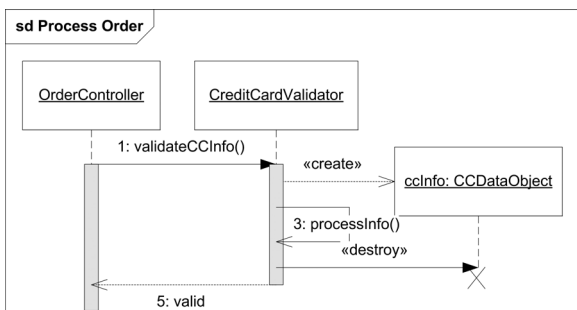 sd Process Order
OrderController
CreditCardValidator
1: validateCCInfo()
«create»
ccInfo: CCDataObject
3: processInfo()
«destroy»
5: valid